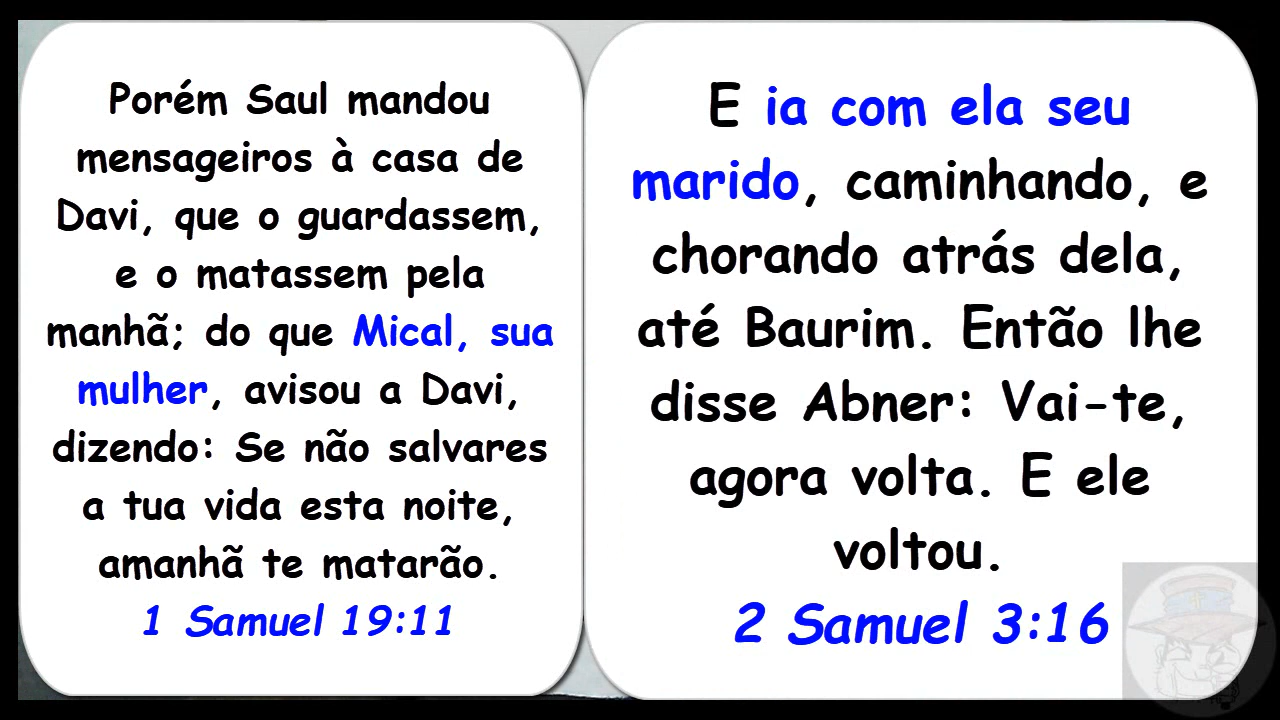 Porém Saul mandou
mensageiros à casa de
Davi, que o guardassem,
e o matassem pela
manhã; do que Mical, sua
mulher, avisou a Davi,
dizendo: Se não salvares
a tua vida esta noite,
amanhã te matarão.
1 Samuel 19:11
E ia com ela seu
marido, caminhando, e
chorando atrás dela,
até Baurim. Então lhe
disse Abner: Vai-te,
agora volta. E ele
voltou.
2 Samuel 3:16